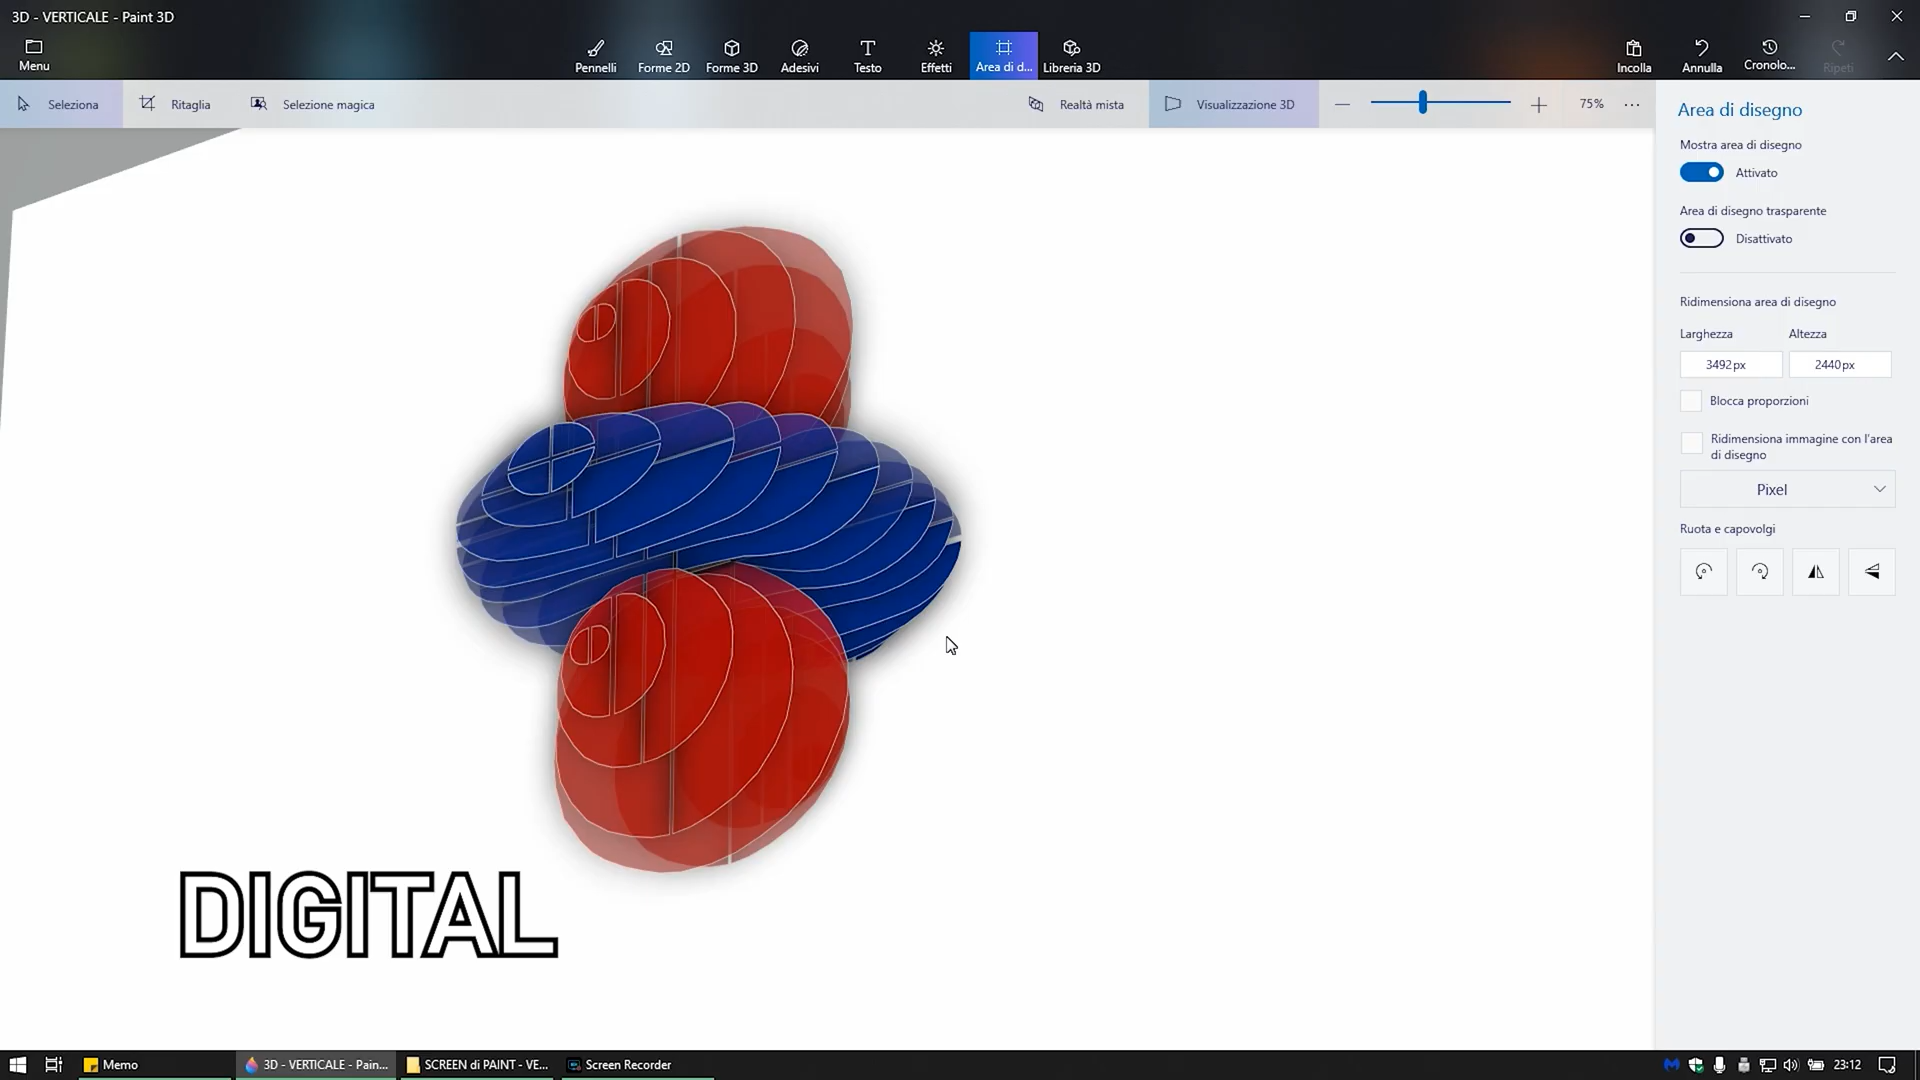 3D - VERTICALE - Paint 3D
Menu
Pennelli
Forme 2D
Forme 3D
Adesivi
Testo
Effetti
Area di d...
Libreria 3D
Incolla
Annulla
Cronolo...
Ripeti
Seleziona
Ritaglia
Selezione magica
Realtà mista
Visualizzazione 3D
75%
Area di disegno
Mostra area di disegno
Attivato
Area di disegno trasparente
Disattivato
Ridimensiona area di disegno
Larghezza
Altezza
3492px
2440px
Blocca proporzioni
Ridimensiona immagine con l'area
di disegno
Pixel
Ruota e capovolgi
DIGITAL
Memo
3D - VERTICALE - Pain...
SCREEN di PAINT - VE...
Screen Recorder
23:12